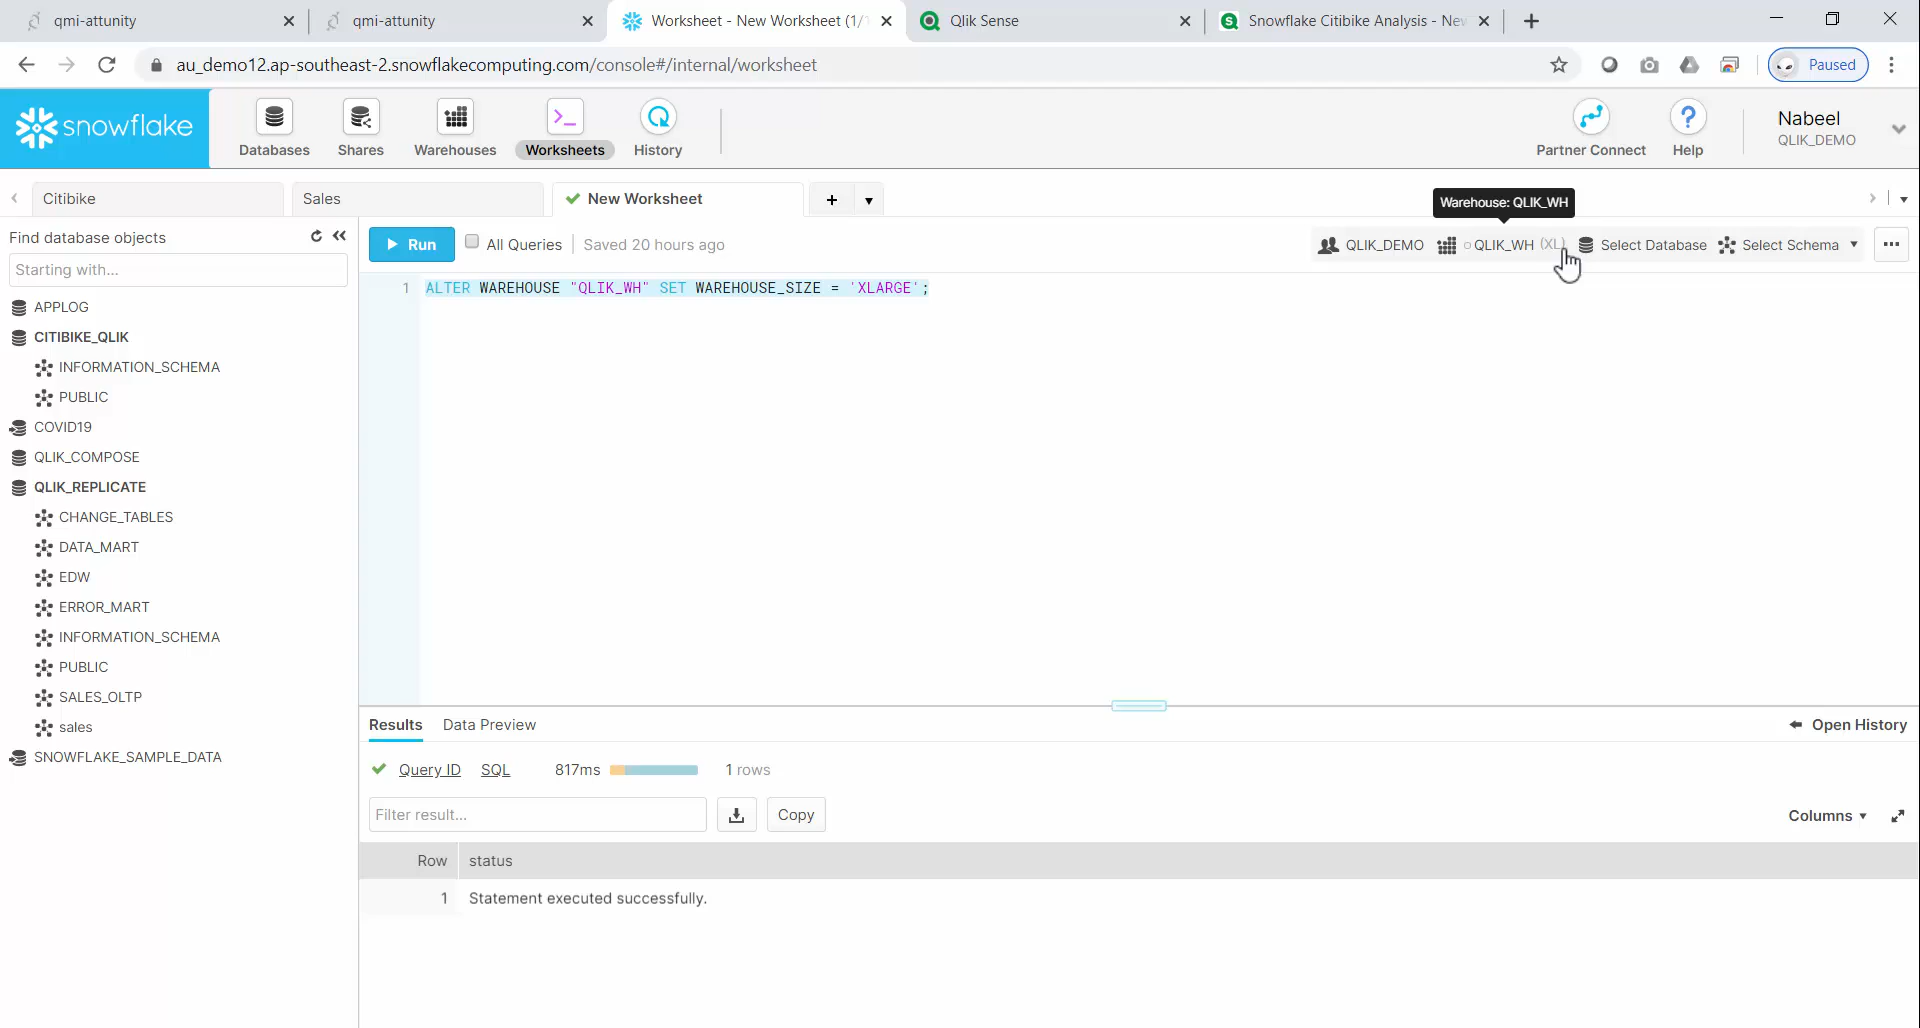 qmi-attunity
qmi-attunity
Worksheet - New Worksheet (1/1
Qlik Sense
Snowflake Citibike Analysis - New
au_demo12.ap-southeast-2.snowflakecomputing.com/console#/internal/worksheet
Paused
snowflake
Databases
Shares
Warehouses
Worksheets
History
Partner Connect
Help
Nabeel
QLIK_DEMO
Citibike
Sales
New Worksheet
Warehouse: QLIK_WH
Find database objects
Starting with...
Run
All Queries
Saved 20 hours ago
QLIK_DEMO
QLIK_WH (XL)
Select Database
Select Schema
1 ALTER WAREHOUSE "QLIK_WH" SET WAREHOUSE_SIZE = 'XLARGE';
APPLOG
CITIBIKE_QLIK
INFORMATION_SCHEMA
PUBLIC
COVID19
QLIK_COMPOSE
QLIK_REPLICATE
CHANGE_TABLES
DATA_MART
EDW
ERROR_MART
INFORMATION_SCHEMA
PUBLIC
SALES_OLTP
sales
SNOWFLAKE_SAMPLE_DATA
Results
Data Preview
Open History
Query ID
SQL
817ms
1 rows
Filter result...
Copy
Columns
Row status
1 Statement executed successfully.